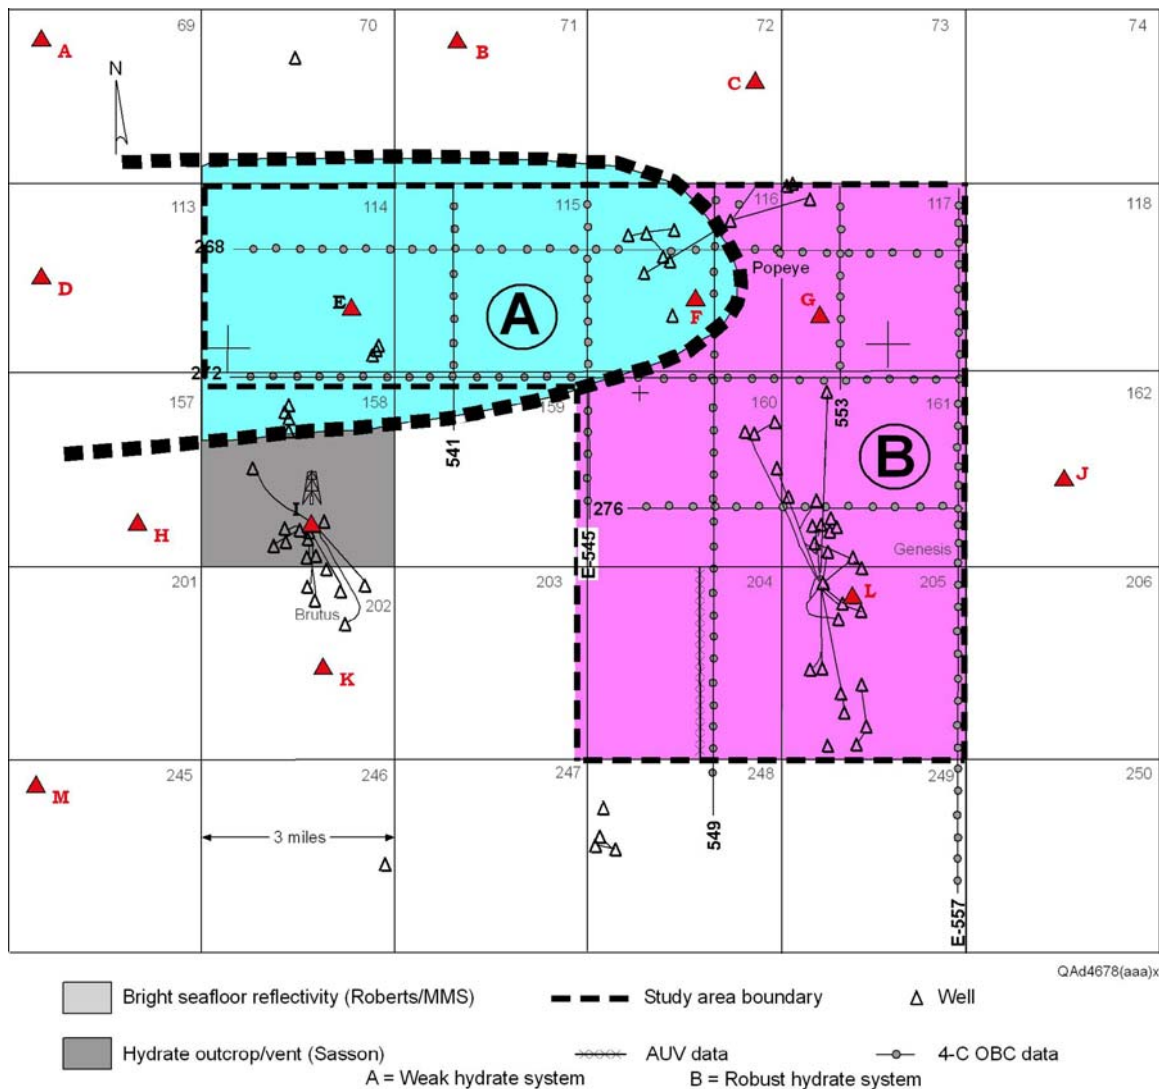 69 70 71 72 73 74
A B C
N
113 114 115 116 117 118
268
Popeye
D E A F G
272
157 158 159 160 161 162
541 553
B
J
I
H
276
Genesis
E-545
201 202 203 204 205 206
L
Brutus
K
245 246 247 248 249 250
M
3 miles
549
E-557
QAd4678(aaa)x
Bright seafloor reflectivity (Roberts/MMS) Study area boundary Well
Hydrate outcrop/vent (Sasson) AUV data 4-C OBC data
A = Weak hydrate system B = Robust hydrate system